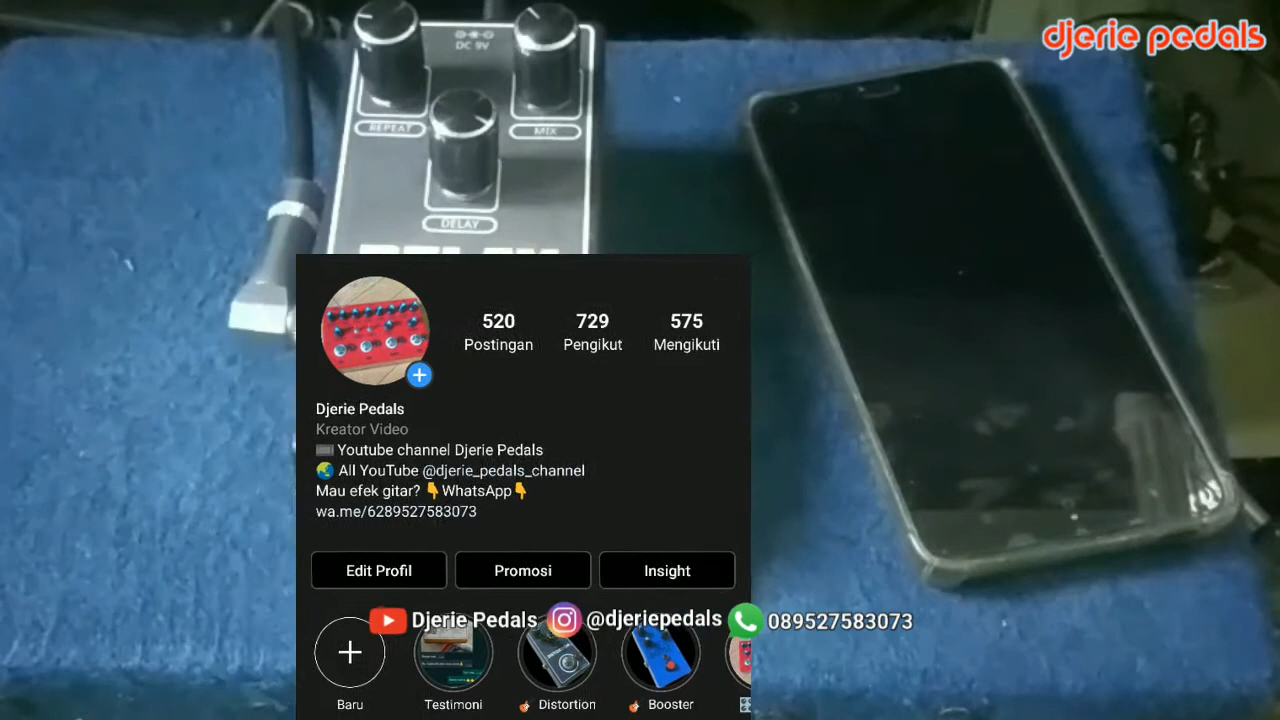 djerie pedals
DC 9V
REPEAT
MIX
DELAY
DELAY
520
Postingan
729
Pengikut
575
Mengikuti
Djerie Pedals
Kreator Video
Youtube channel Djerie Pedals
All YouTube @djerie_pedals_channel
Mau efek gitar? 👇WhatsApp👇
wa.me/6289527583073
Edit Profil
Promosi
Insight
Djerie Pedals
@djeriepedals
089527583073
Baru
Testimoni
Distortion
Booster